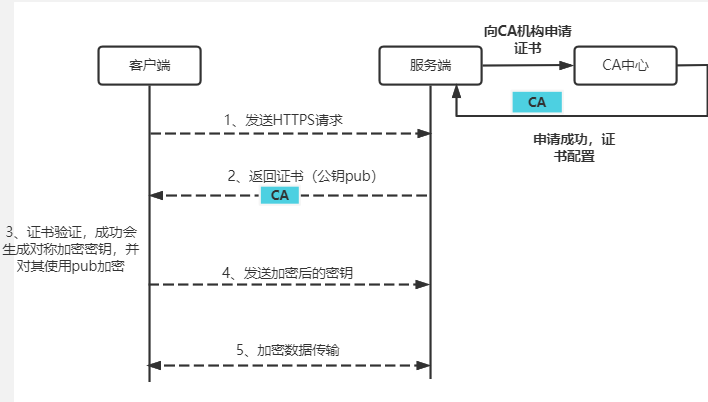 向CA机构申请
证书
客户端
服务端
CA中心
CA
1、发送HTTPS请求
申请成功，证
书配置
2、返回证书（公钥pub）
CA
3、证书验证，成功会
生成对称加密密钥，并
对其使用pub加密
4、发送加密后的密钥
5、加密数据传输